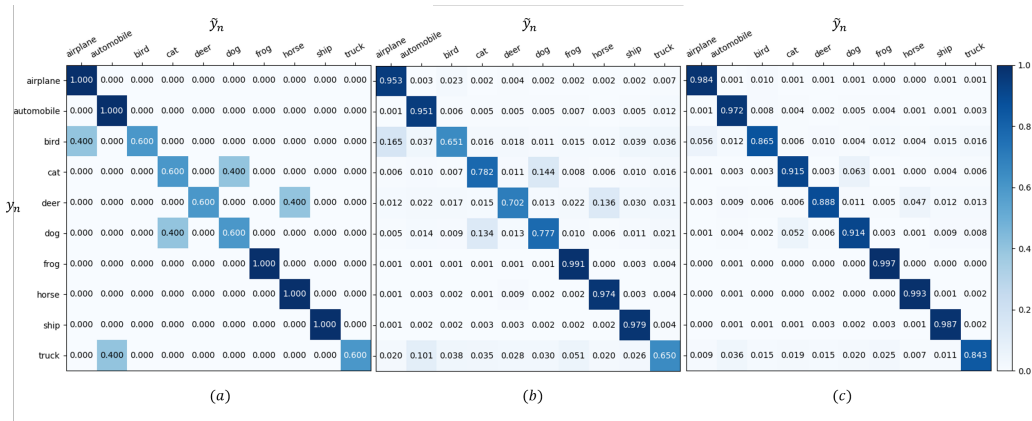 ỹₙ ỹₙ ỹₙ
airplane automobile bird cat deer dog frog horse ship truck airplane automobile bird cat deer dog frog horse ship truck airplane automobile bird cat deer dog frog horse ship truck
airplane 1.000 0.000 0.000 0.000 0.000 0.000 0.000 0.000 0.000 0.000 0.953 0.003 0.023 0.002 0.004 0.002 0.002 0.002 0.002 0.007 0.984 0.001 0.010 0.001 0.001 0.000 0.001 0.000 0.001 0.001 1.0
automobile 0.000 1.000 0.000 0.000 0.000 0.000 0.000 0.000 0.000 0.000 0.001 0.951 0.006 0.005 0.005 0.007 0.005 0.003 0.005 0.012 0.001 0.972 0.008 0.004 0.002 0.005 0.004 0.001 0.001 0.003
bird 0.400 0.000 0.600 0.000 0.000 0.000 0.000 0.000 0.000 0.000 0.165 0.037 0.651 0.016 0.018 0.011 0.015 0.012 0.039 0.036 0.056 0.012 0.865 0.006 0.010 0.004 0.012 0.004 0.015 0.016 0.8
cat 0.000 0.000 0.000 0.600 0.000 0.400 0.000 0.000 0.000 0.000 0.006 0.010 0.007 0.782 0.011 0.144 0.008 0.006 0.010 0.016 0.001 0.003 0.003 0.915 0.003 0.063 0.003 0.001 0.004 0.004
yₙ deer 0.000 0.000 0.000 0.000 0.600 0.000 0.000 0.400 0.000 0.000 0.012 0.022 0.017 0.015 0.702 0.013 0.022 0.136 0.030 0.031 0.003 0.009 0.006 0.006 0.888 0.011 0.005 0.047 0.010 0.014 0.6
dog 0.000 0.000 0.000 0.400 0.000 0.600 0.000 0.000 0.000 0.000 0.005 0.014 0.009 0.134 0.013 0.777 0.010 0.006 0.011 0.021 0.001 0.004 0.002 0.052 0.006 0.914 0.003 0.001 0.009 0.008 0.4
frog 0.000 0.000 0.000 0.000 0.000 0.000 1.000 0.000 0.000 0.000 0.001 0.001 0.001 0.001 0.001 0.001 0.991 0.000 0.003 0.002 0.000 0.001 0.000 0.000 0.000 0.000 0.997 0.000 0.000 0.000
horse 0.000 0.000 0.000 0.000 0.000 0.000 0.000 1.000 0.000 0.000 0.001 0.003 0.002 0.001 0.009 0.002 0.002 0.974 0.003 0.004 0.000 0.001 0.001 0.000 0.002 0.001 0.000 0.993 0.001 0.001 0.2
ship 0.000 0.000 0.000 0.000 0.000 0.000 0.000 0.000 1.000 0.000 0.001 0.002 0.002 0.003 0.003 0.002 0.004 0.001 0.979 0.004 0.000 0.001 0.001 0.001 0.003 0.002 0.003 0.000 0.987 0.002
truck 0.000 0.400 0.000 0.000 0.000 0.000 0.000 0.000 0.000 0.600 0.020 0.101 0.038 0.035 0.028 0.030 0.051 0.020 0.026 0.650 0.009 0.036 0.015 0.019 0.015 0.020 0.025 0.007 0.011 0.843 0.0
(a) (b) (c)